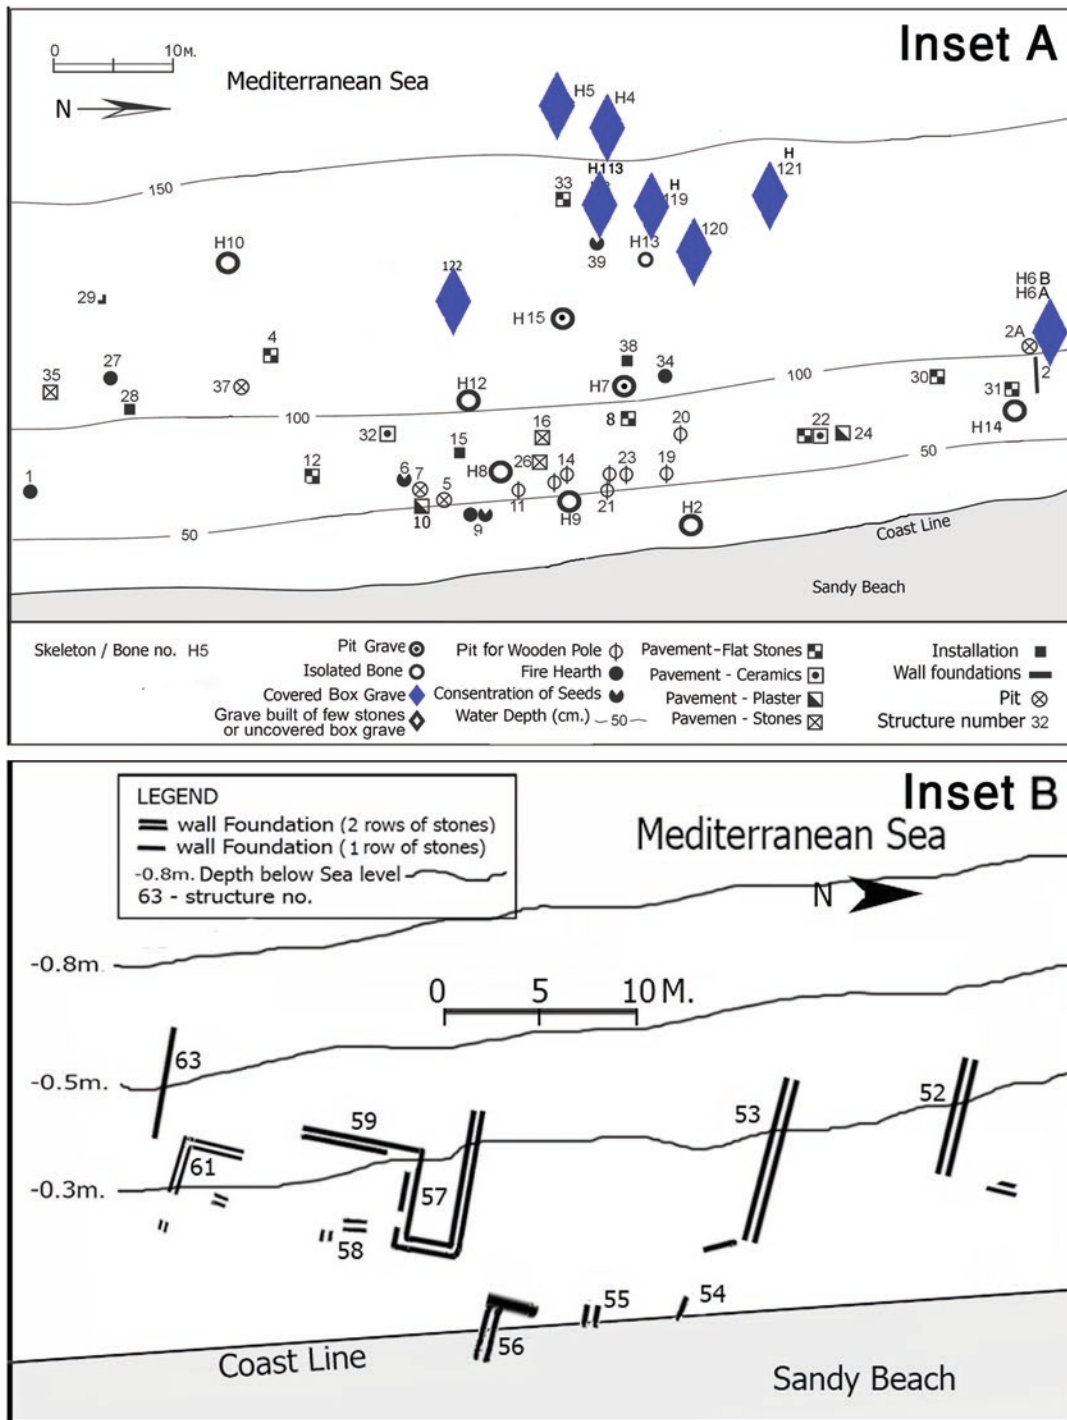 Inset A
0 10M.
Mediterranean Sea
N
H5
H4
H
H113
121
33
H
119
150
120
H10
H13
39
122
29
H6B
H6A
H15
4
2A
27
38
34
35
37
H12
H7
100
30
31
2
28
100
32
16
8
20
22
24
H14
15
12
6
7
26
14
23
19
50
1
5
H8
11
21
10
9
H9
H2
50
Coast Line
Sandy Beach
Skeleton / Bone no. H5
Pit Grave
Isolated Bone
Covered Box Grave
Grave built of few stones
or uncovered box grave
Pit for Wooden Pole
Fire Hearth
Consentration of Seeds
Water Depth (cm.) 50
Pavement-Flat Stones
Pavement - Ceramics
Pavement - Plaster
Pavemen - Stones
Installation
Wall foundations
Pit
Structure number 32
Inset B
LEGEND
wall Foundation (2 rows of stones)
wall Foundation (1 row of stones)
-0.8m. Depth below Sea level
63 - structure no.
Mediterranean Sea
N
-0.8m.
0 5 10 M.
63
-0.5m.
59
53
52
61
57
-0.3m.
58
55
54
56
Coast Line
Sandy Beach